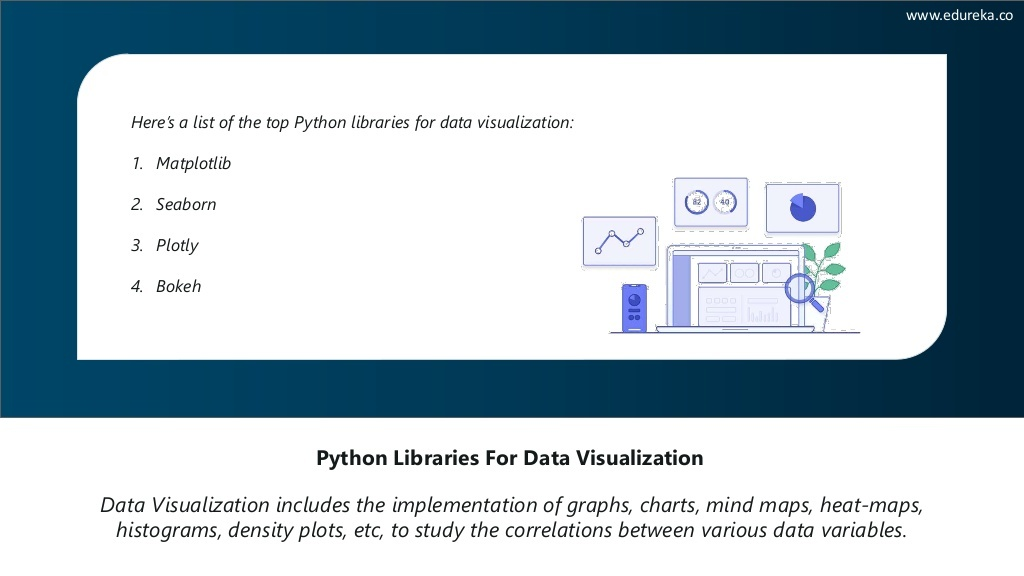 www.edureka.co
Here's a list of the top Python libraries for data visualization:
1. Matplotlib
2. Seaborn
3. Plotly
4. Bokeh
82 40
Python Libraries For Data Visualization
Data Visualization includes the implementation of graphs, charts, mind maps, heat-maps,
histograms, density plots, etc, to study the correlations between various data variables.